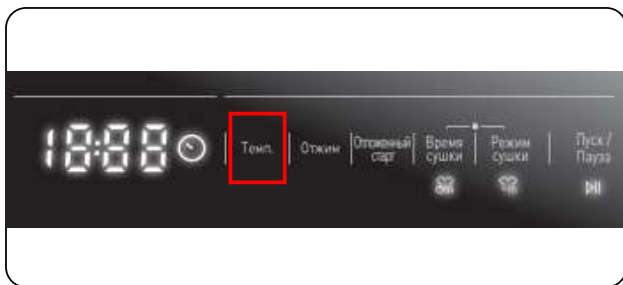 18:88
Темп.
Отжим
Отложенный
старт
Время
сушки
Режим
сушки
Пуск /
Пауза